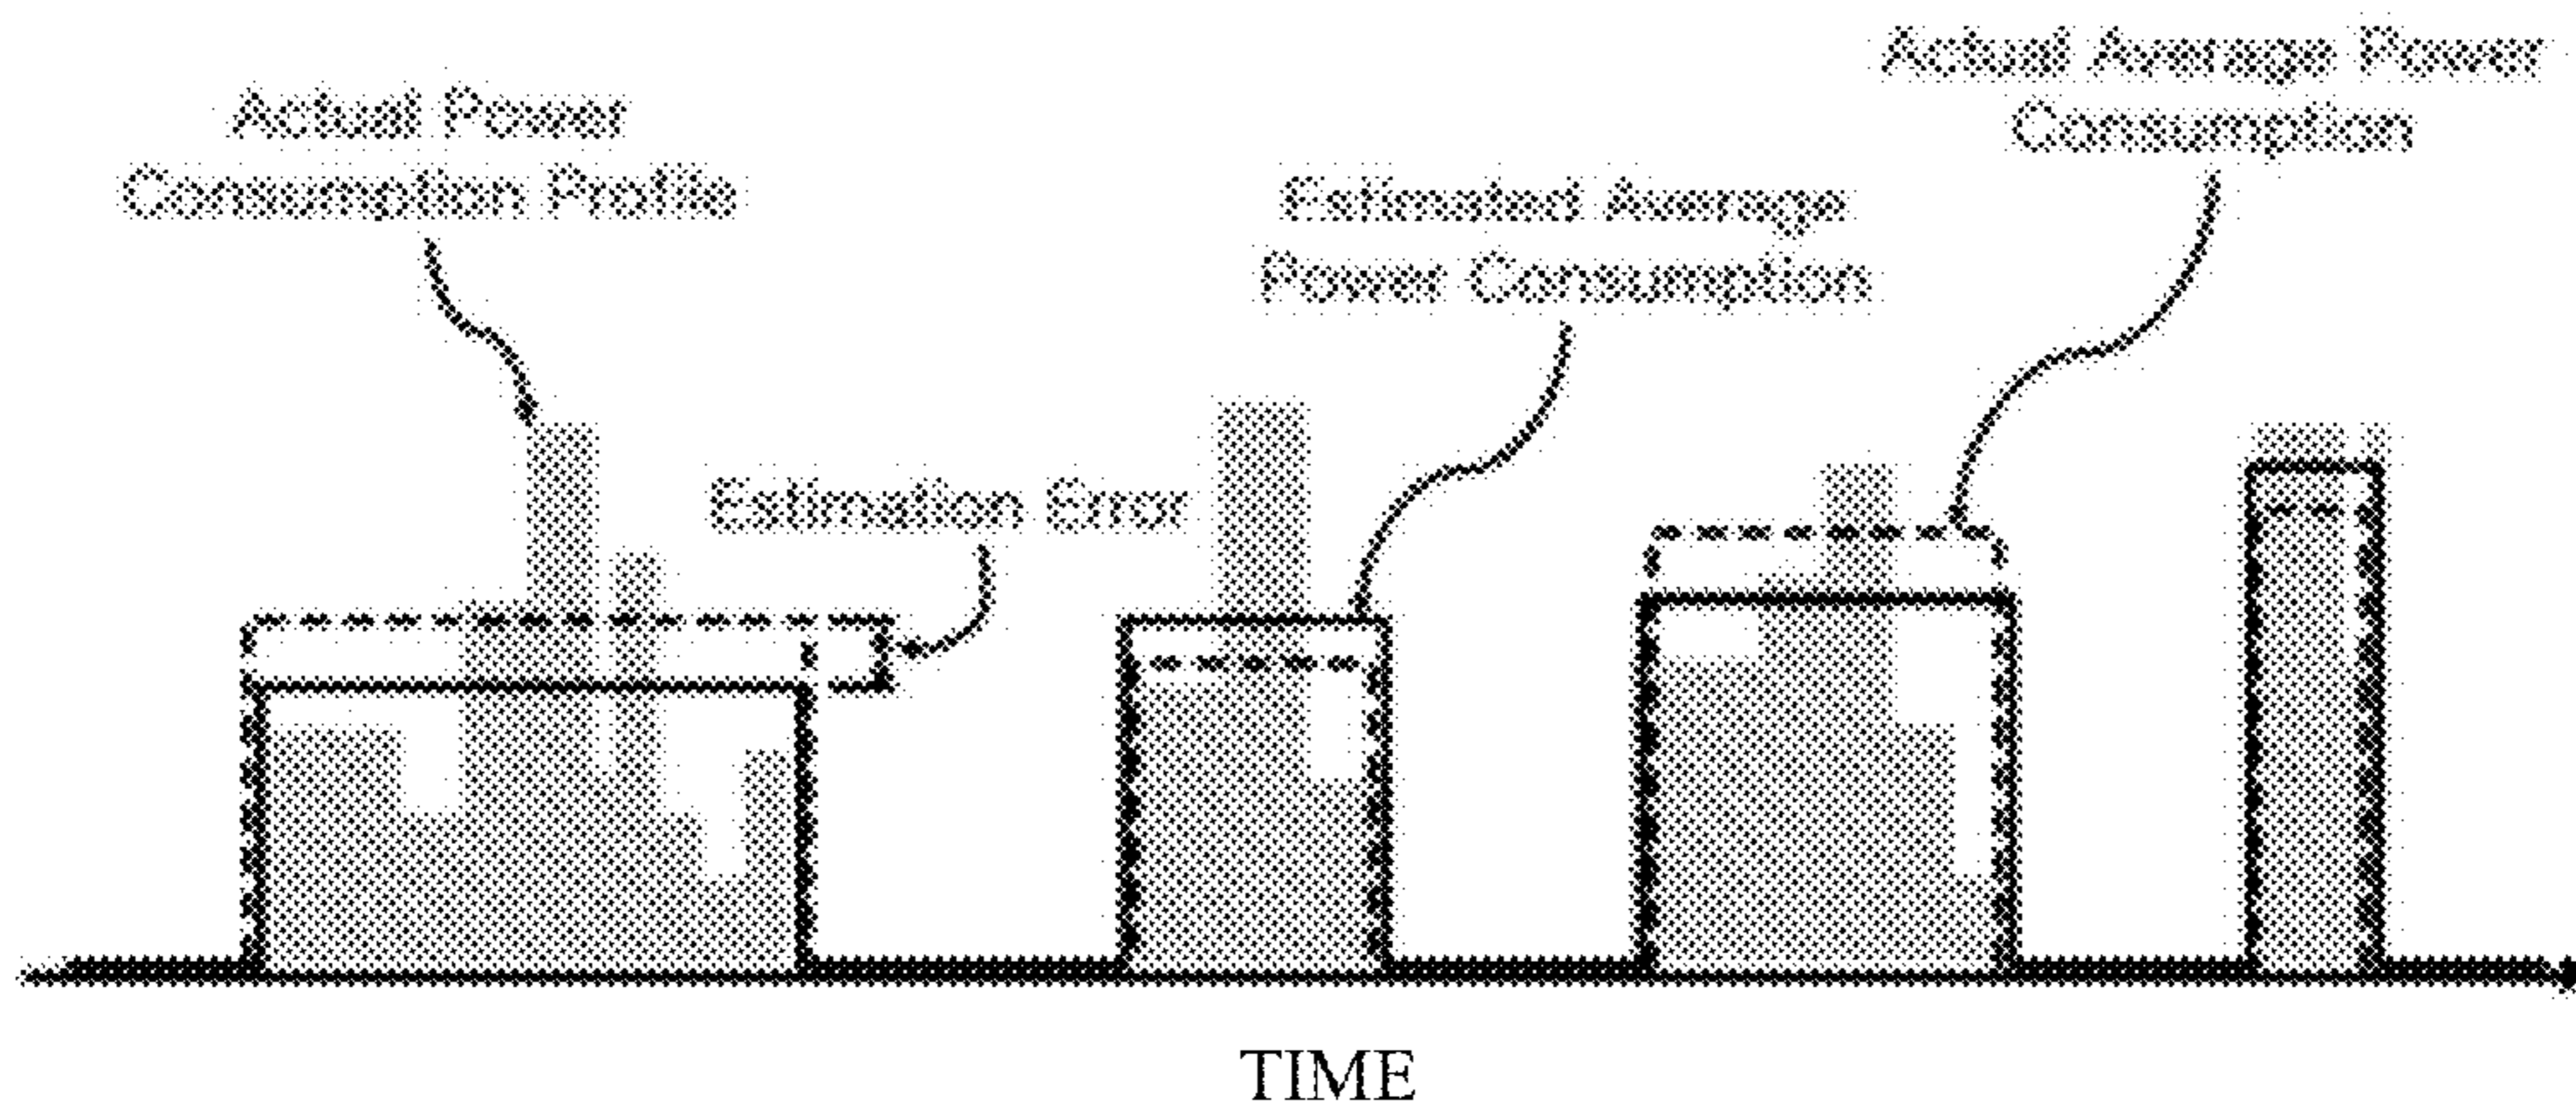 Actual Power
Consumption Profile
Estimation Error
Estimated Average
Power Consumption
Actual Average Power
Consumption
TIME